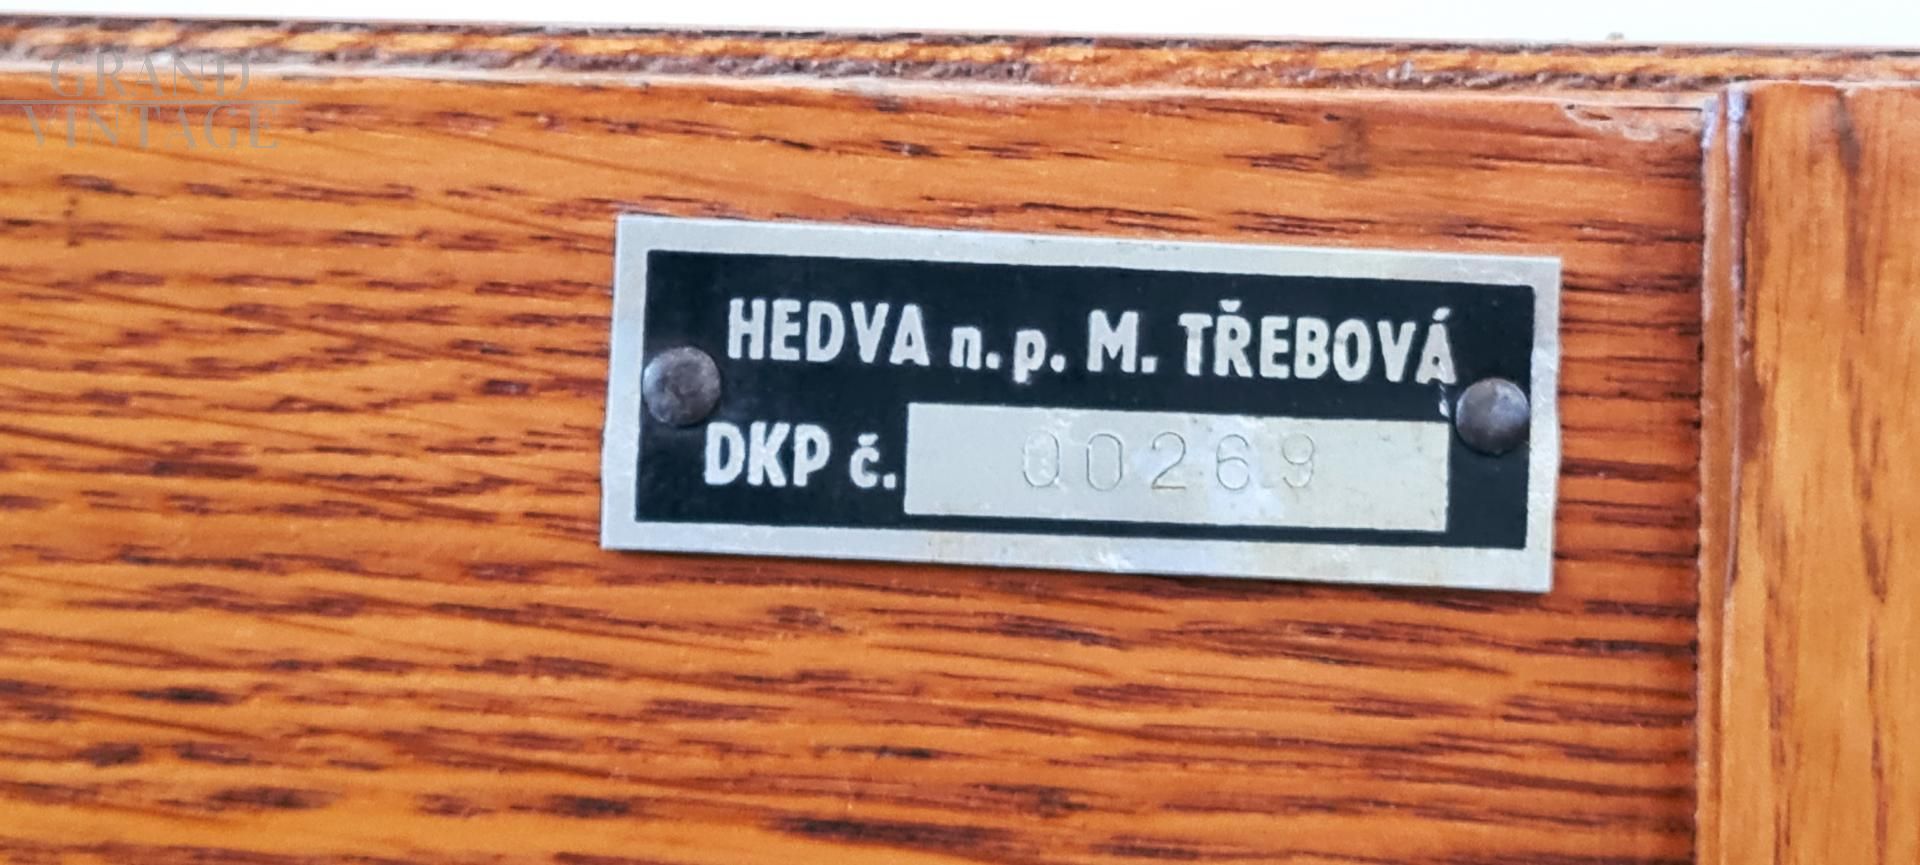 GRAND
VINTAGE
HEDVA n. p. M. TŘEBOVÁ
DKP č. 00269